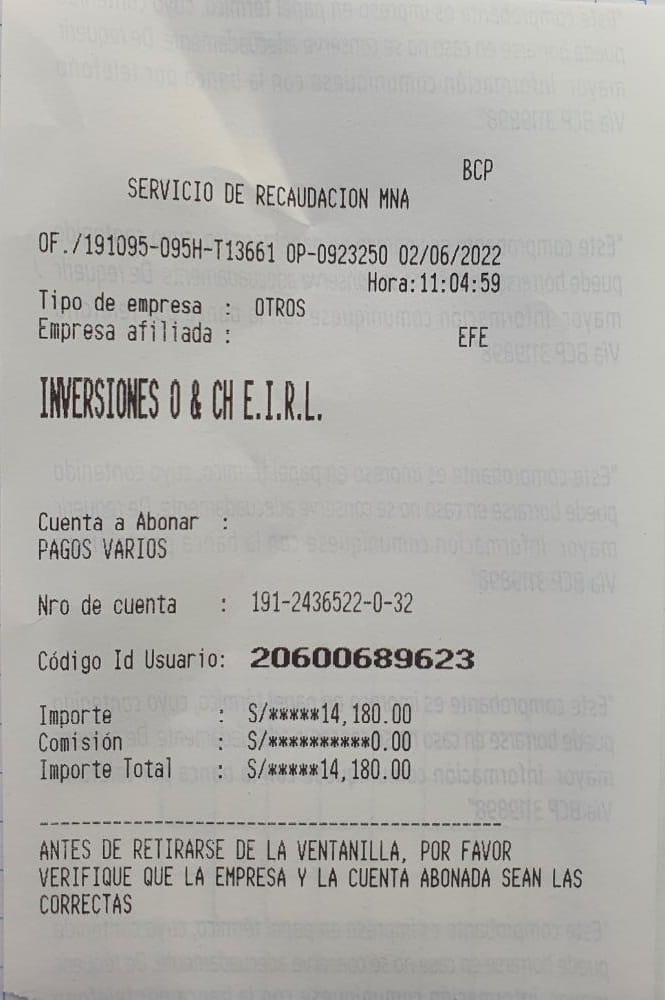 BCP
SERVICIO DE RECAUDACION MNA
OF./191095-095H-T13661 OP-0923250 02/06/2022
Hora:11:04:59
Tipo de empresa : OTROS
Empresa afiliada : EFE
INVERSIONES O & CH E.I.R.L.
Cuenta a Abonar :
PAGOS VARIOS
Nro de cuenta : 191-2436522-0-32
Código Id Usuario: 20600689623
Importe : S/*****14,180.00
Comisión : S/**********0.00
Importe Total : S/*****14,180.00
--------------------------------------------
ANTES DE RETIRARSE DE LA VENTANILLA, POR FAVOR
VERIFIQUE QUE LA EMPRESA Y LA CUENTA ABONADA SEAN LAS
CORRECTAS